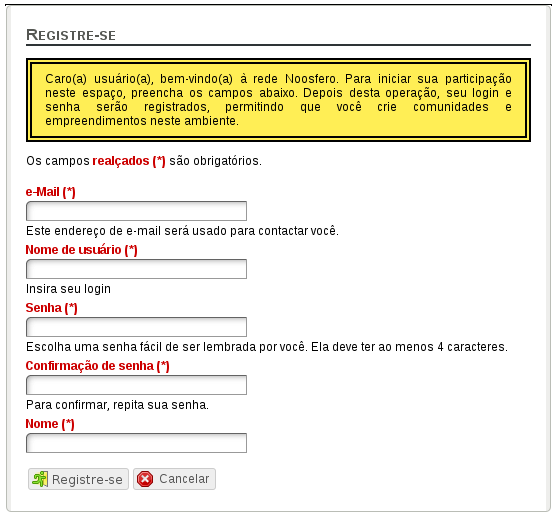 Registre-se
Caro(a) usuário(a), bem-vindo(a) à rede Noosfero. Para iniciar sua participação
neste espaço, preencha os campos abaixo. Depois desta operação, seu login e
senha serão registrados, permitindo que você crie comunidades e
empreendimentos neste ambiente.
Os campos realçados (*) são obrigatórios.
e-Mail (*)
Este endereço de e-mail será usado para contactar você.
Nome de usuário (*)
Insira seu login
Senha (*)
Escolha uma senha fácil de ser lembrada por você. Ela deve ter ao menos 4 caracteres.
Confirmação de senha (*)
Para confirmar, repita sua senha.
Nome (*)
Registre-se Cancelar